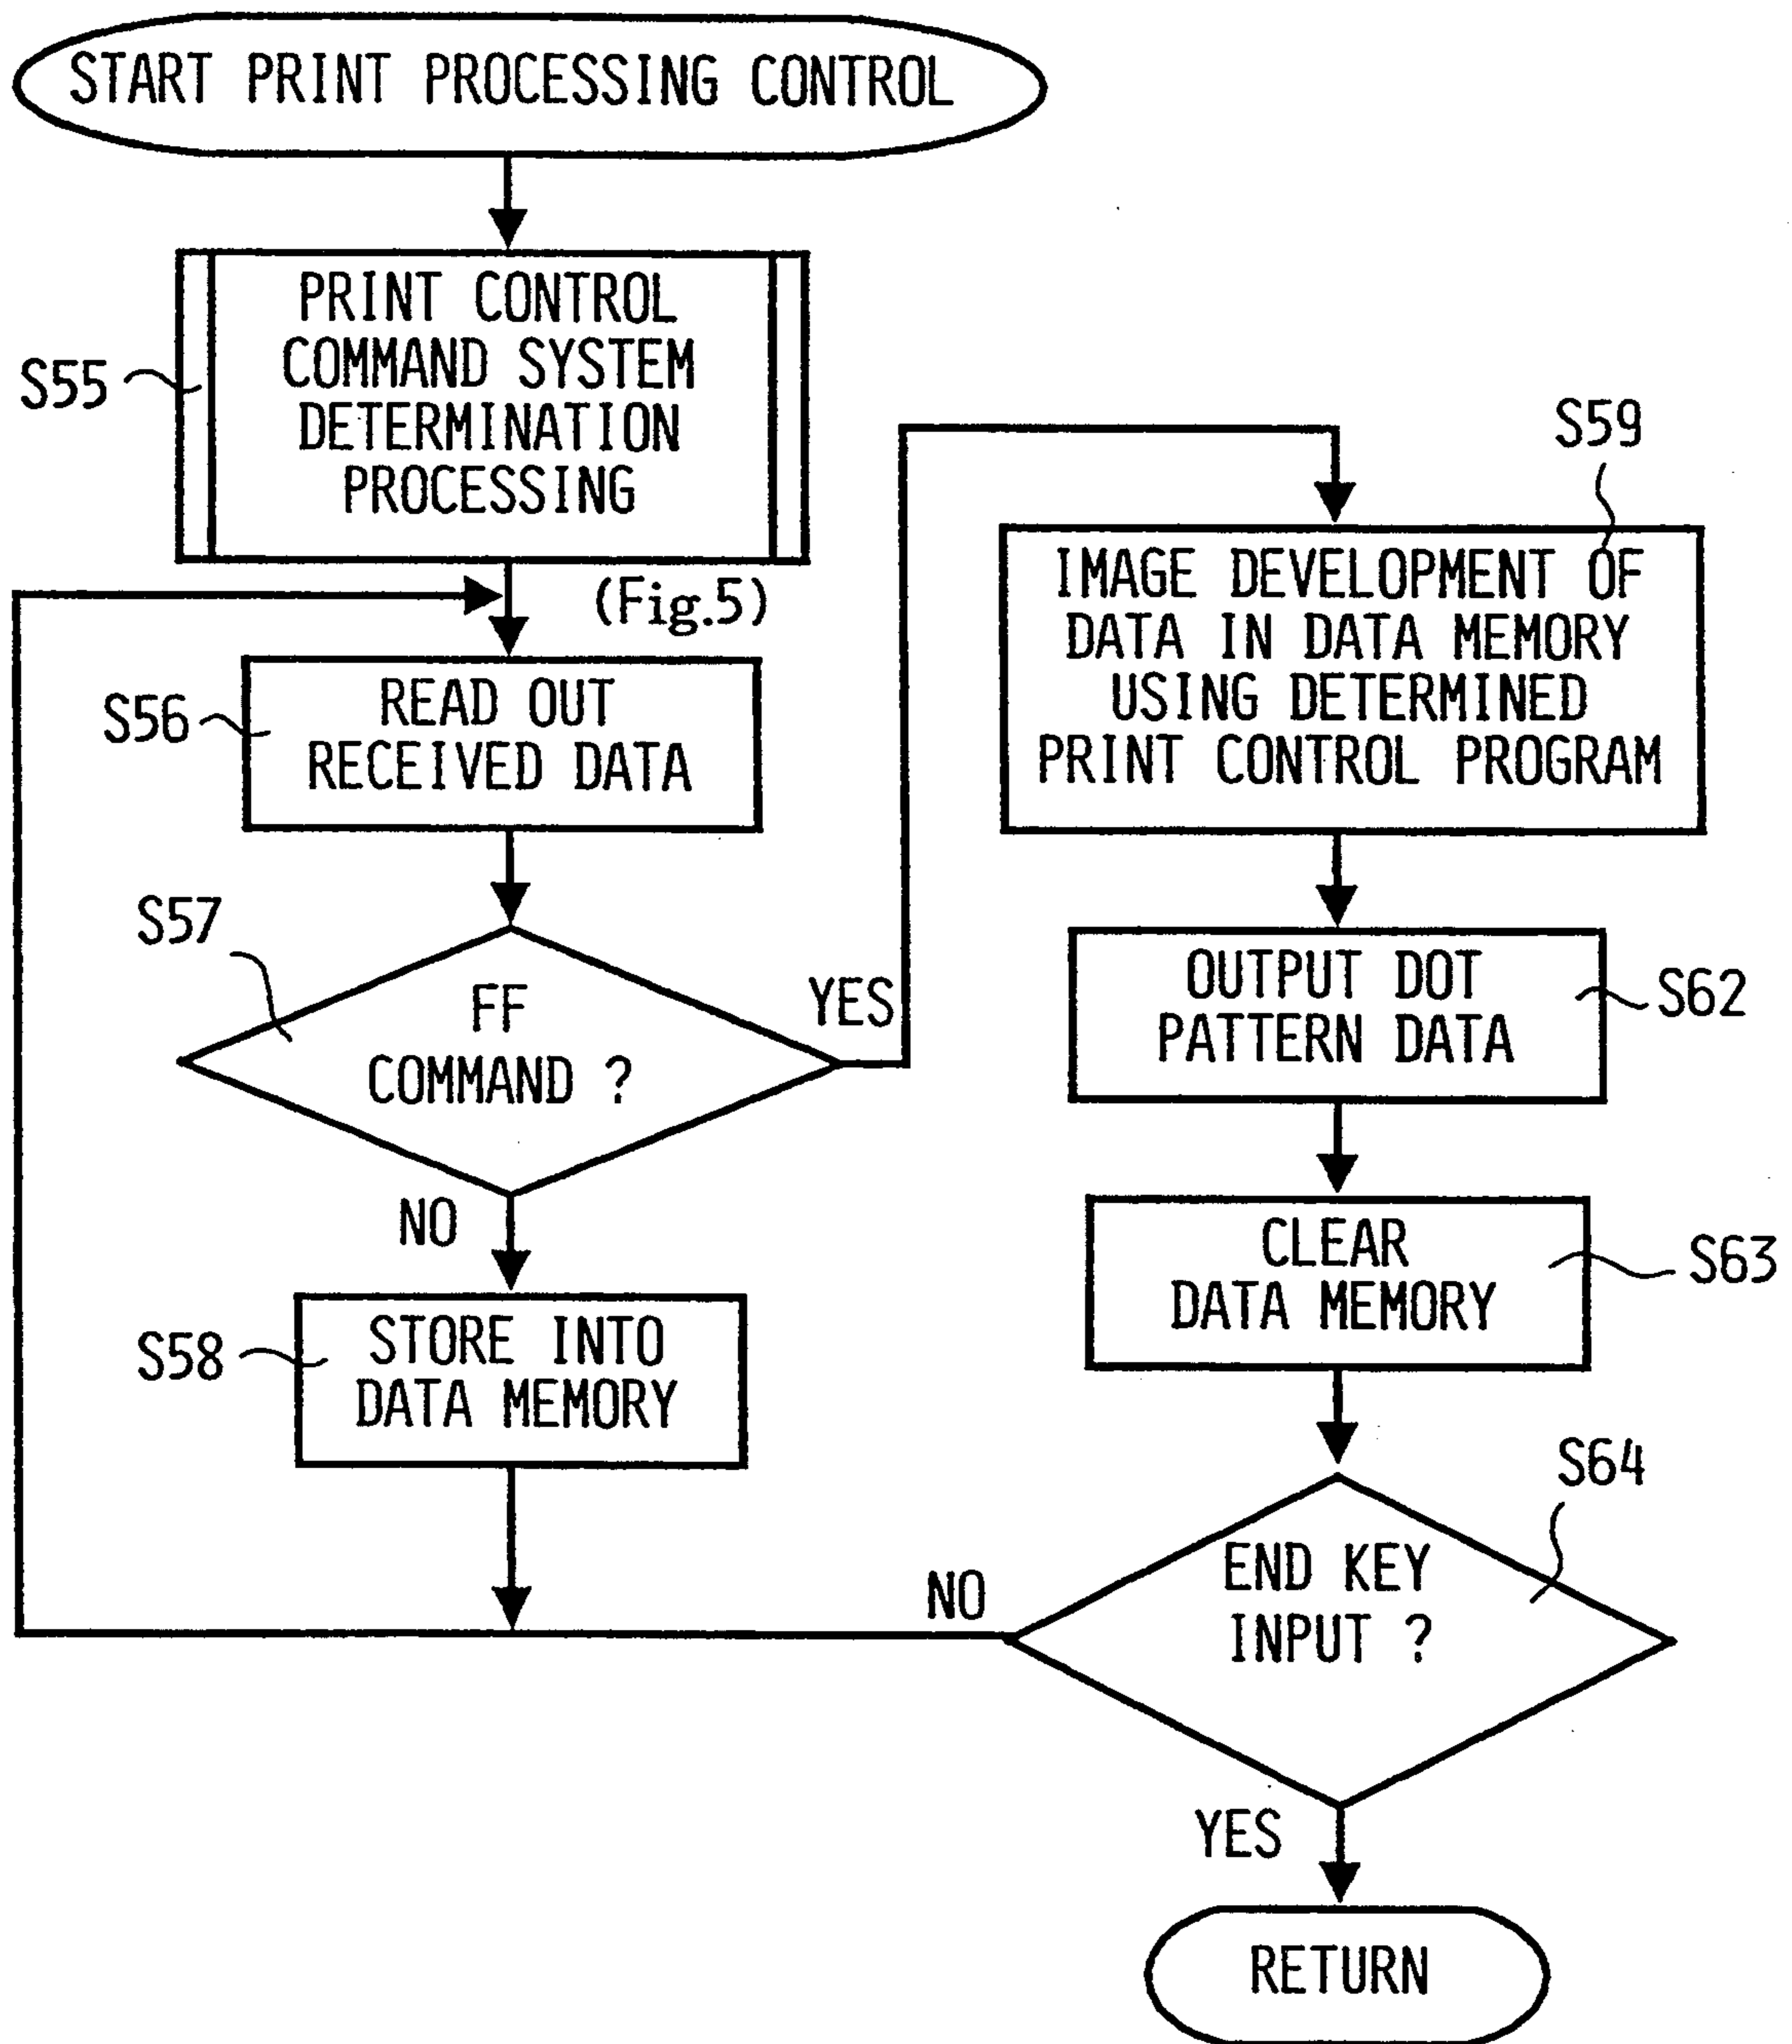 START PRINT PROCESSING CONTROL
S55
PRINT CONTROL
COMMAND SYSTEM
DETERMINATION
PROCESSING
(Fig.5)
S56
READ OUT
RECEIVED DATA
S57
FF
COMMAND ?
YES
NO
S58
STORE INTO
DATA MEMORY
S59
IMAGE DEVELOPMENT OF
DATA IN DATA MEMORY
USING DETERMINED
PRINT CONTROL PROGRAM
OUTPUT DOT
PATTERN DATA
S62
CLEAR
DATA MEMORY
S63
S64
END KEY
INPUT ?
NO
YES
RETURN